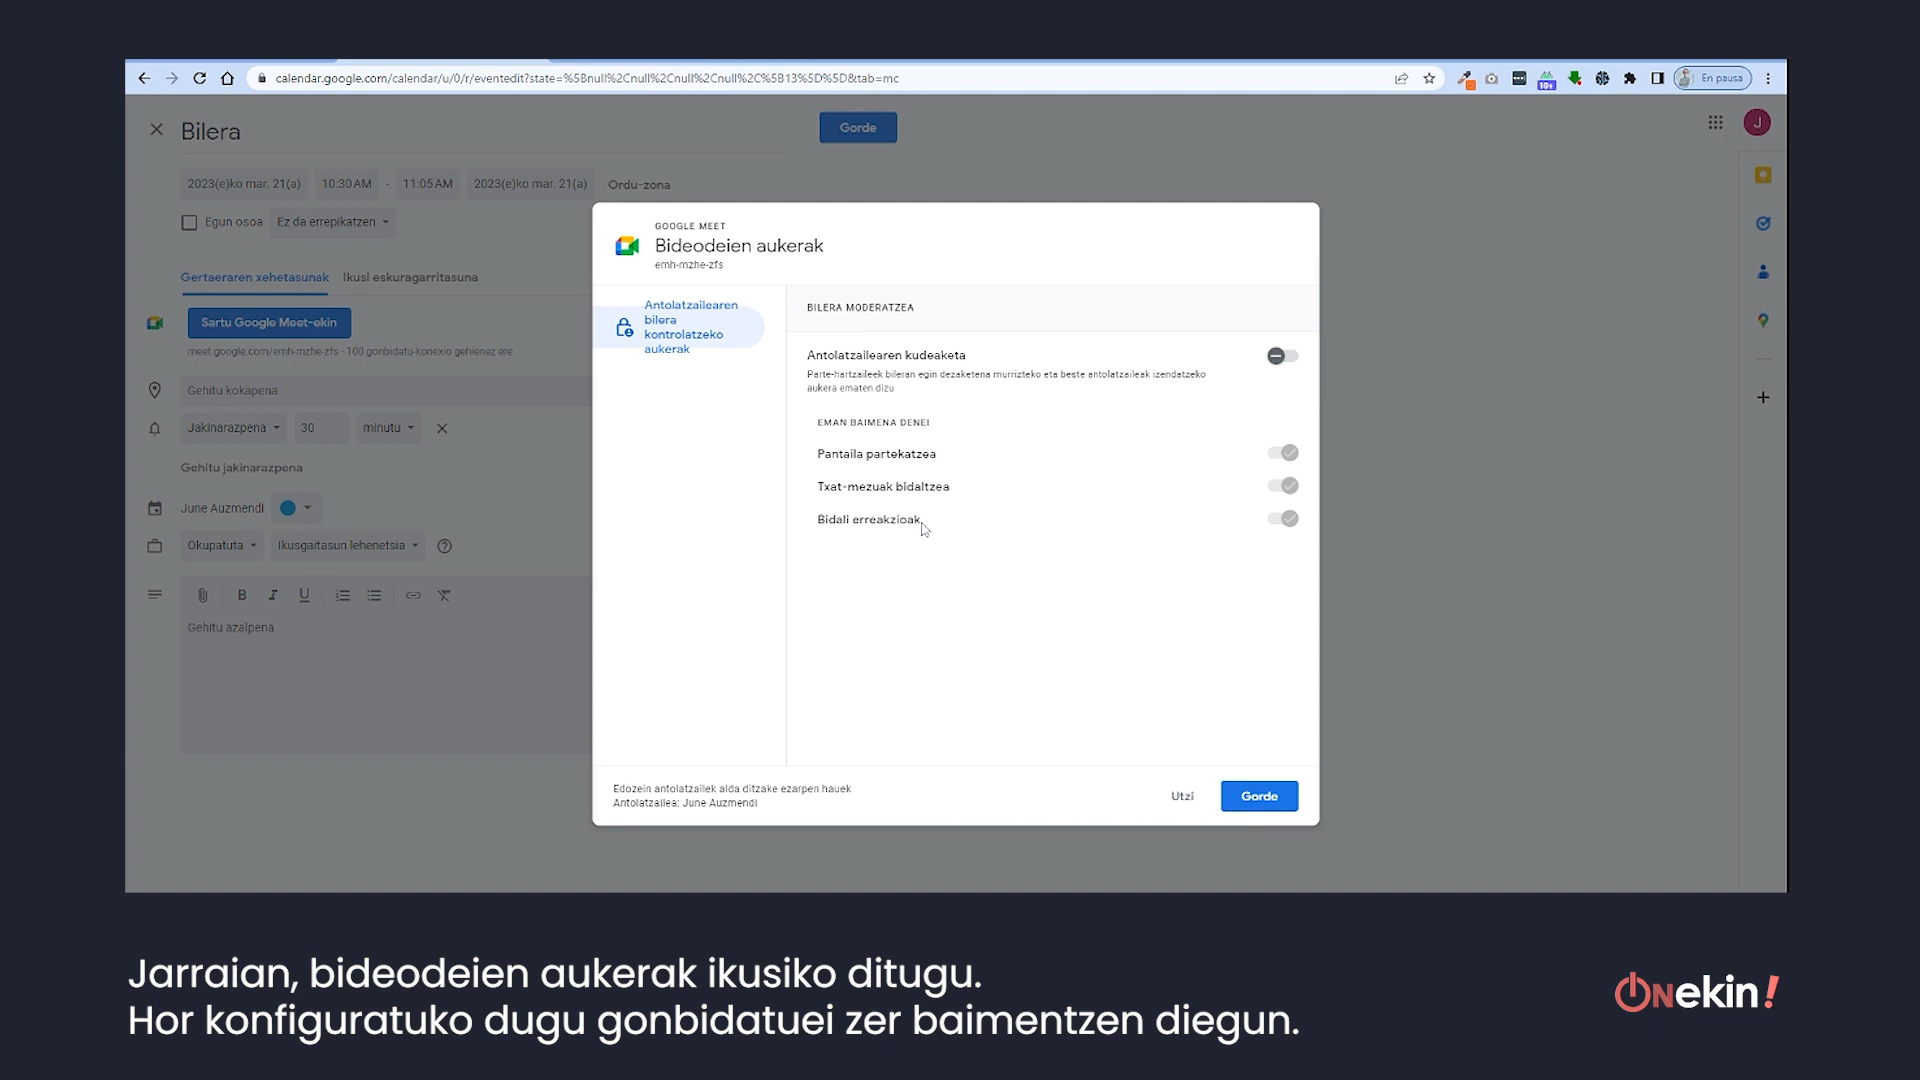 calendar.google.com/calendar/u/0/r/eventedit?state=%5Bnull%2Cnull%2Cnull%2Cnull%2C%5B13%5D%5D&tab=mc
10+
En pausa
Bilera
Gorde
J
2023(e)ko mar. 21(a) 10:30AM - 11:05AM 2023(e)ko mar. 21(a) Ordu-zona
Egun osoa Ez da errepikatzen
Gertaeraren xehetasunak Ikusi eskuragarritasuna
Sartu Google Meet-ekin
meet.google.com/emh-mzhe-zfs - 100 gonbidatu-konexio gehienez ere
Gehitu kokapena
Jakinarazpena 30 minutu
Gehitu jakinarazpena
June Auzmendi
Okupatuta Ikusgaitasun lehenetsia
B I U
Gehitu azalpena
GOOGLE MEET
Bideodeien aukerak
emh-mzhe-zfs
Antolatzailearen
bilera
kontrolatzeko
aukerak
BILERA MODERATZEA
Antolatzailearen kudeaketa
Parte-hartzaileek bileran egin dezaketena murrizteko eta beste antolatzaileak izendatzeko
aukera ematen dizu
EMAN BAIMENA DENEI
Pantaila partekatzea
Txat-mezuak bidaltzea
Bidali erreakzioak
Edozein antolatzailek alda ditzake ezarpen hauek
Antolatzailea: June Auzmendi
Utzi
Gorde
Jarraian, bideodeien aukerak ikusiko ditugu.
Hor konfiguratuko dugu gonbidatuei zer baimentzen diegun.
ONekin!